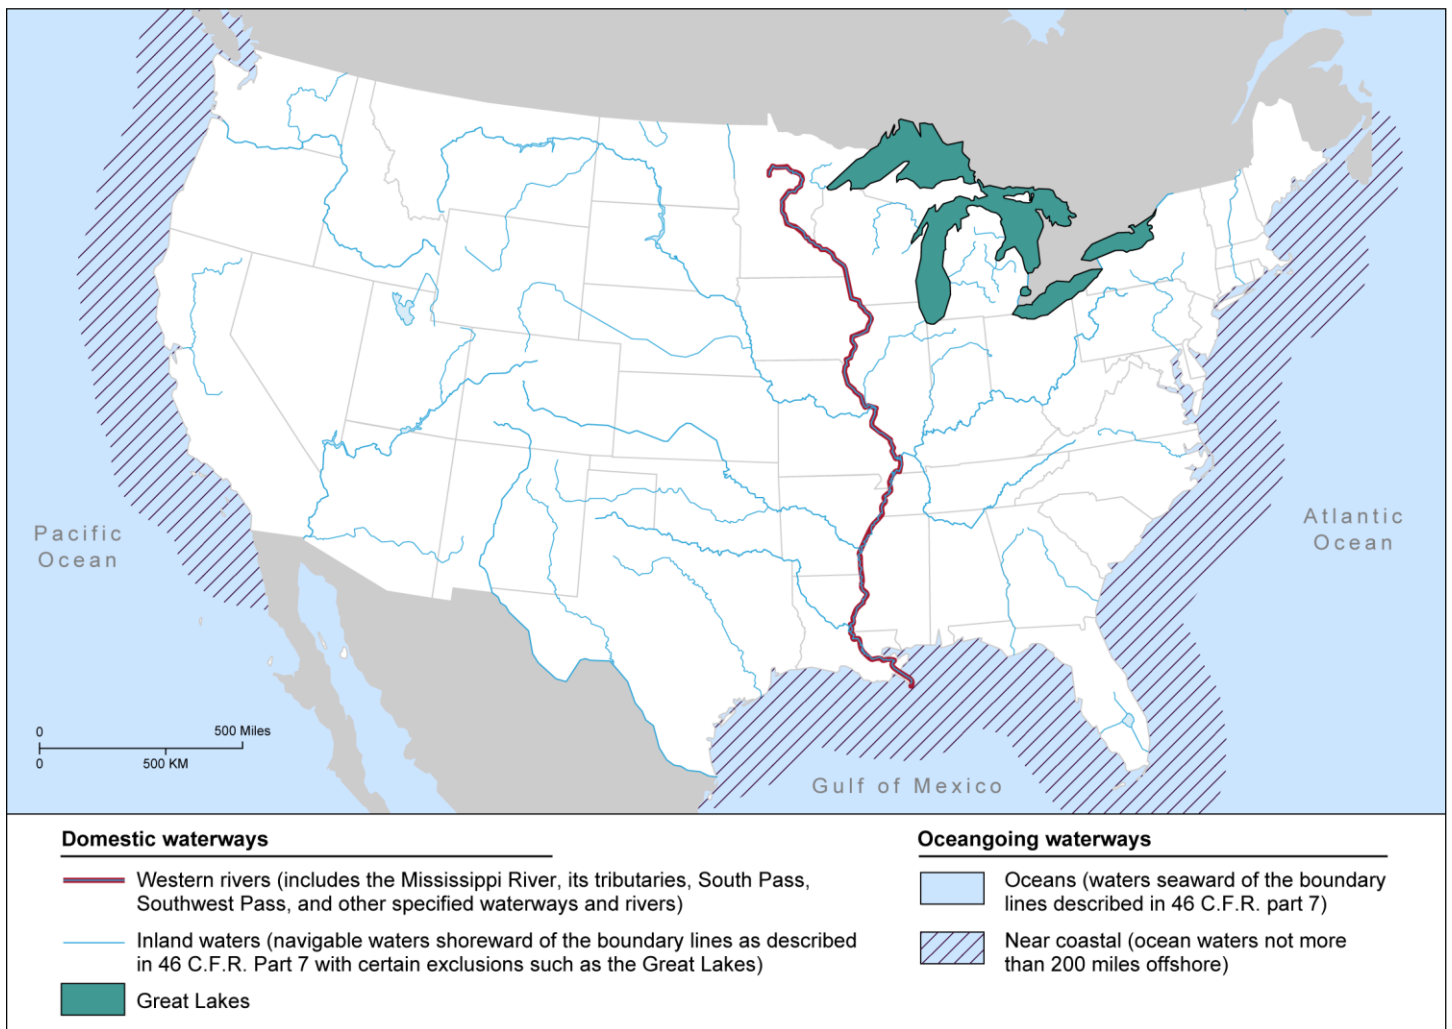 Pacific
Ocean
Atlantic
Ocean
Gulf of Mexico
0
500 Miles
0
500 KM
Domestic waterways
Western rivers (includes the Mississippi River, its tributaries, South Pass,
Southwest Pass, and other specified waterways and rivers)
Inland waters (navigable waters shoreward of the boundary lines as described
in 46 C.F.R. Part 7 with certain exclusions such as the Great Lakes)
Great Lakes
Oceangoing waterways
Oceans (waters seaward of the boundary
lines described in 46 C.F.R. part 7)
Near coastal (ocean waters not more
than 200 miles offshore)